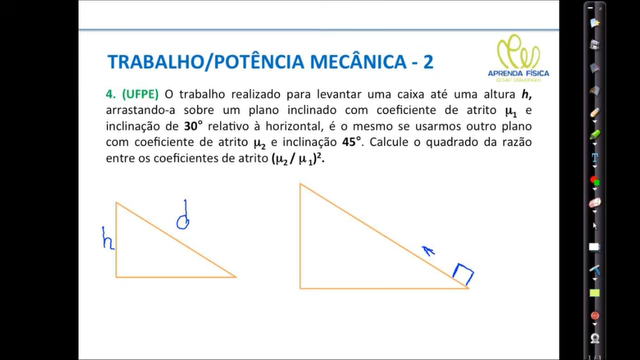 TRABALHO/POTÊNCIA MECÂNICA - 2
APRENDA FÍSICA
4. (UFPE) O trabalho realizado para levantar uma caixa até uma altura h,
arrastando-a sobre um plano inclinado com coeficiente de atrito μ1 e
inclinação de 30° relativo à horizontal, é o mesmo se usarmos outro plano
com coeficiente de atrito μ2 e inclinação 45°. Calcule o quadrado da razão
entre os coeficientes de atrito (μ2 / μ1)².
h
d